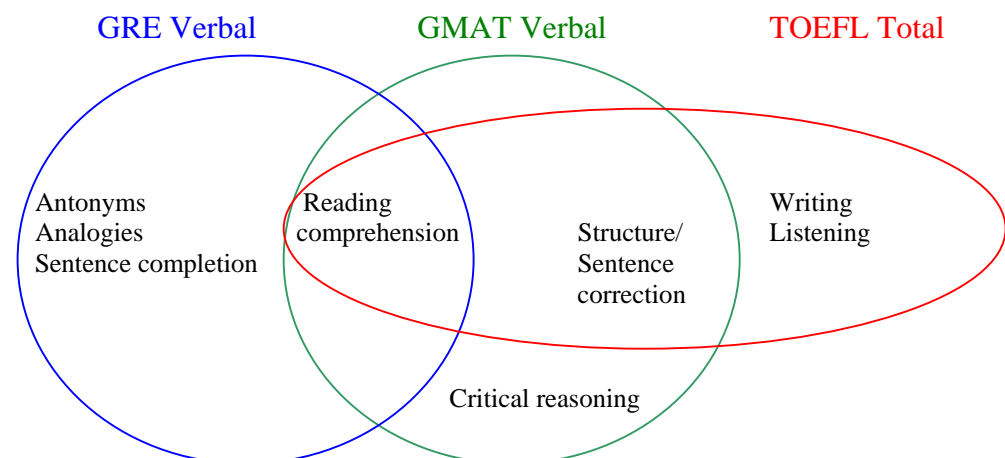 GRE Verbal
GMAT Verbal
TOEFL Total
Antonyms
Analogies
Sentence completion
Reading
comprehension
Structure/
Sentence
correction
Writing
Listening
Critical reasoning